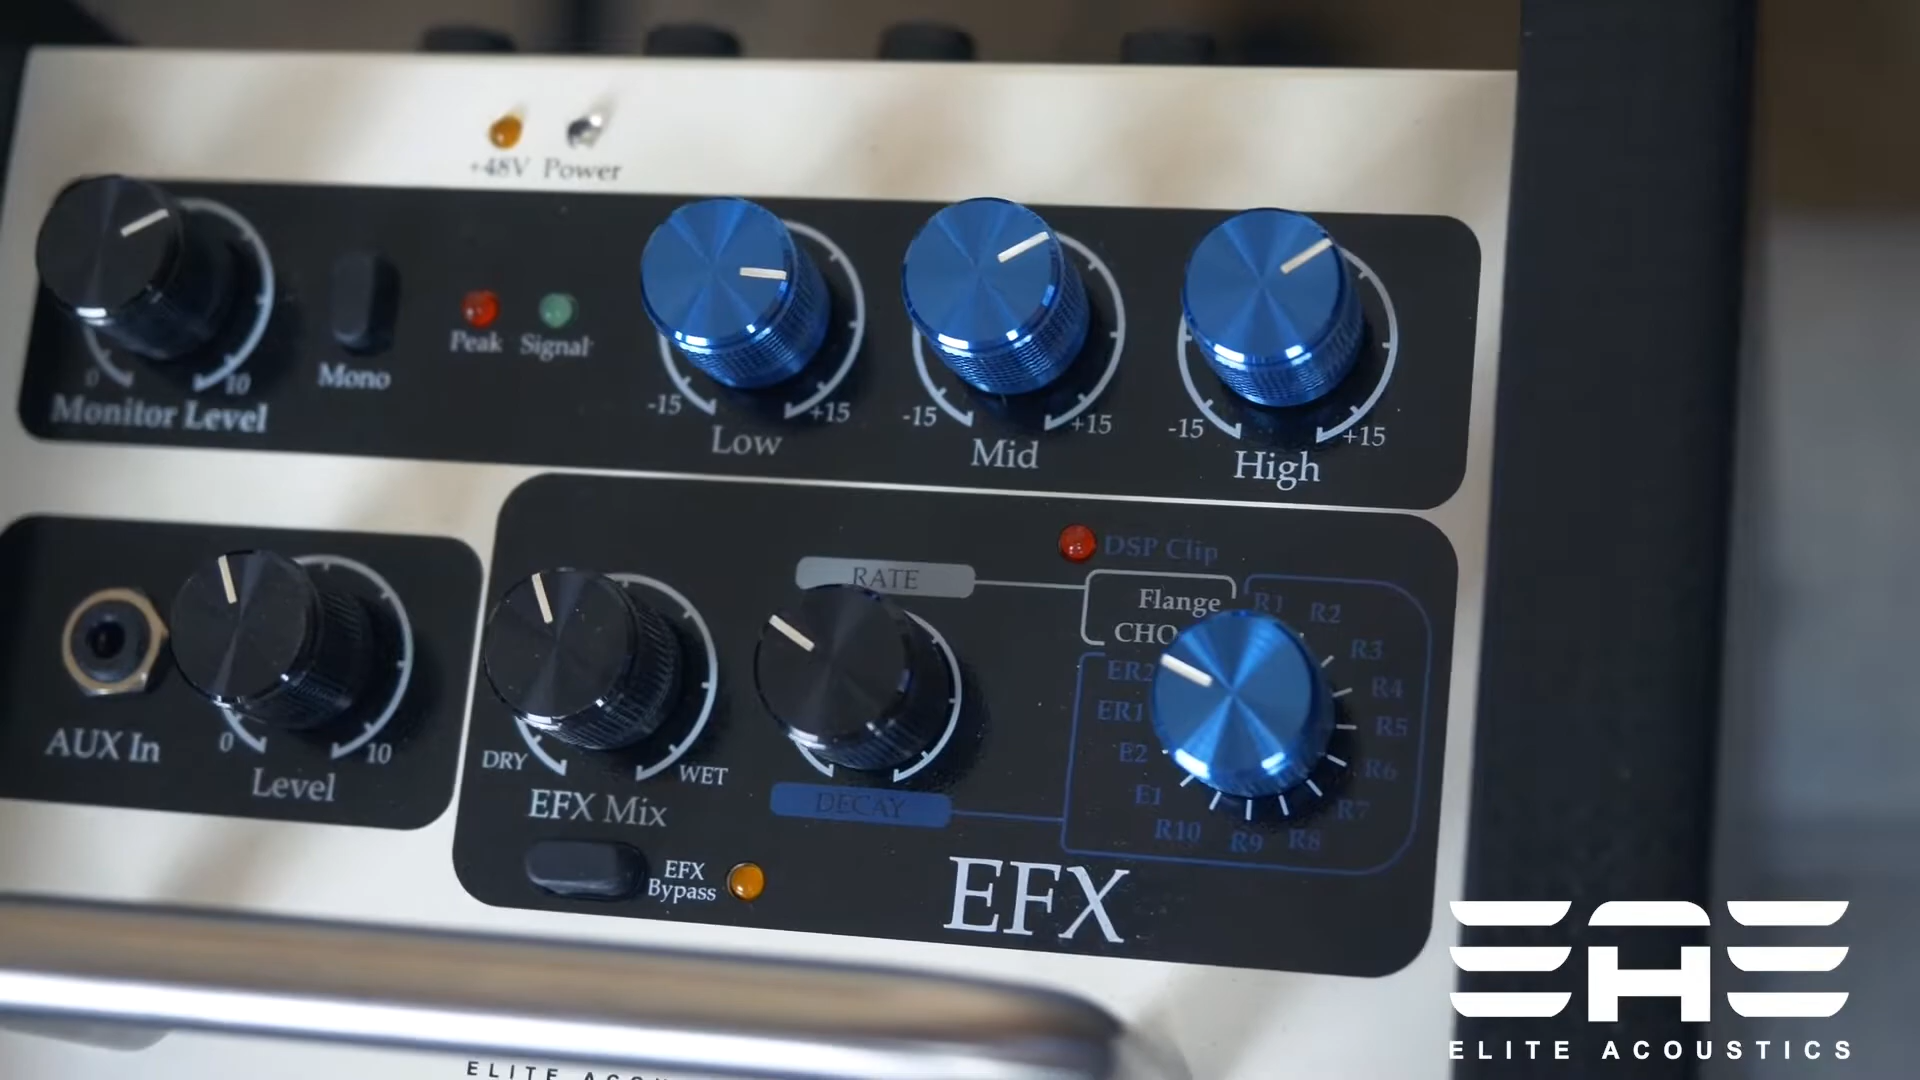 +48V Power
Peak Signal
0 10
Monitor Level
Mono
-15 +15
Low
-15 +15
Mid
-15 +15
High
AUX In
0 10
Level
DRY WET
EFX Mix
EFX
Bypass
RATE
DECAY
DSP Clip
Flange
ER2
ER1
E2
E1
R1
R2
R3
R4
R5
R6
R7
R8
R9
R10
EFX
EAE
ELITE ACOUSTICS
ELITE